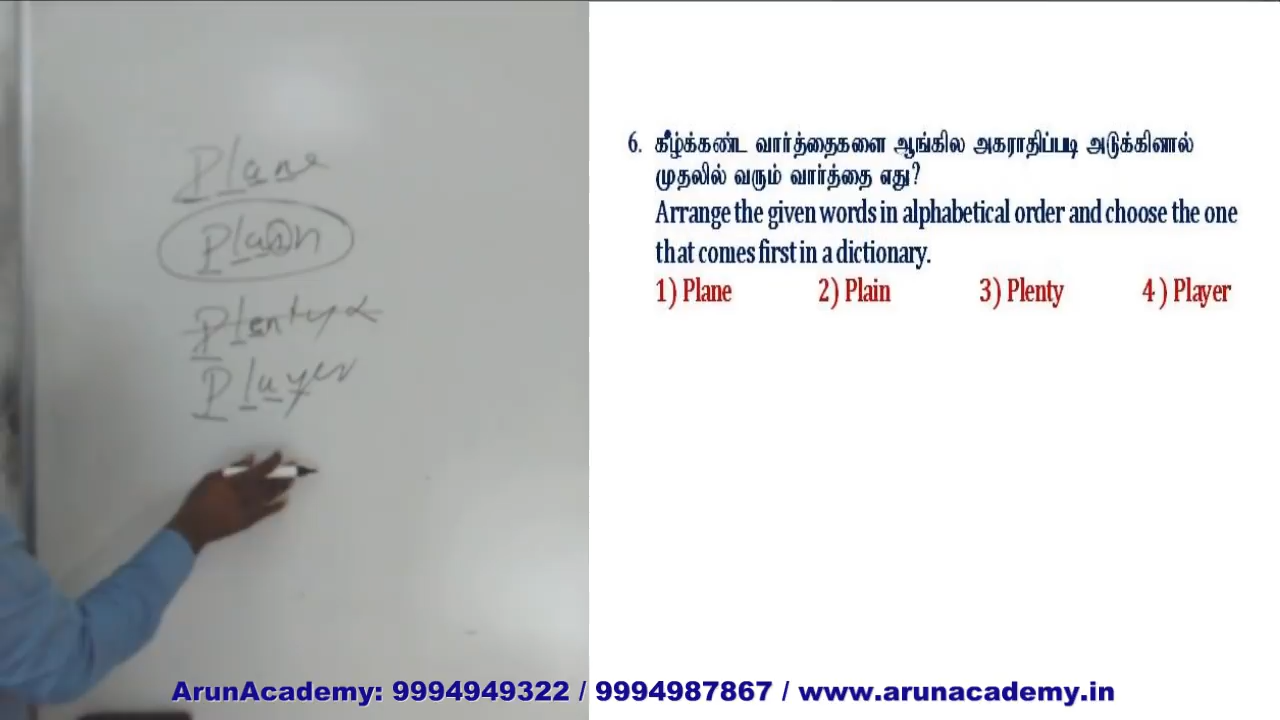 Plane
Plain
Plenty
Player
6. கீழ்க்கண்ட வார்த்தைகளை ஆங்கில அகராதிப்படி அடுக்கினால்
முதலில் வரும் வார்த்தை எது?
Arrange the given words in alphabetical order and choose the one
that comes first in a dictionary.
1) Plane 2) Plain 3) Plenty 4 ) Player
ArunAcademy: 9994949322 / 9994987867 / www.arunacademy.in